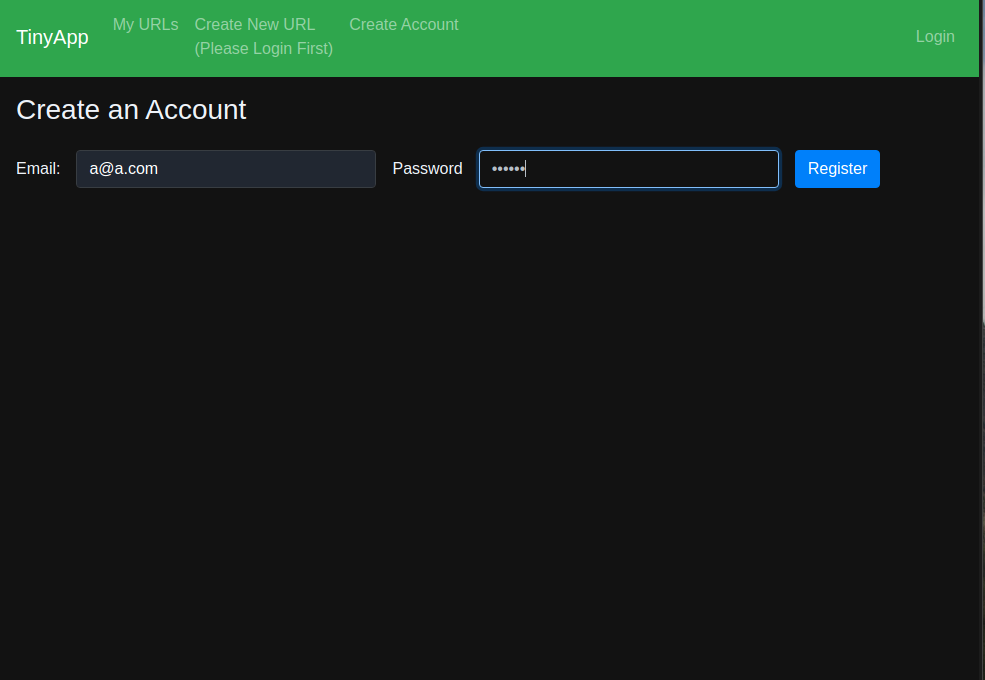 TinyApp My URLs Create New URL Create Account Login
(Please Login First)
Create an Account
Email: a@a.com Password •••••• Register